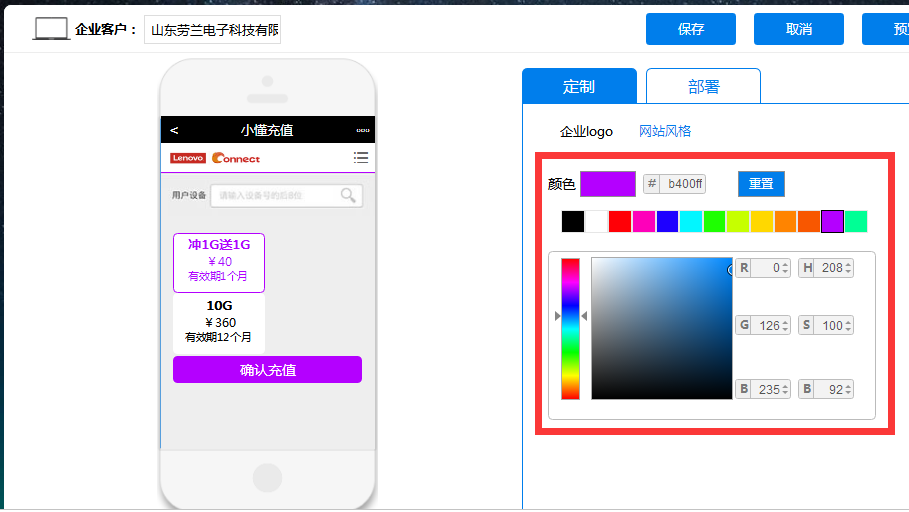 企业客户： 山东劳兰电子科技有限
保存 取消 预
定制 部署
企业logo 网站风格
小懂充值
Lenovo Connect
用户设备 请输入设备号的后8位
冲1G送1G
￥40
有效期1个月
10G
￥360
有效期12个月
确认充值
颜色 # b400ff 重置
R 0 H 208
G 126 S 100
B 235 B 92